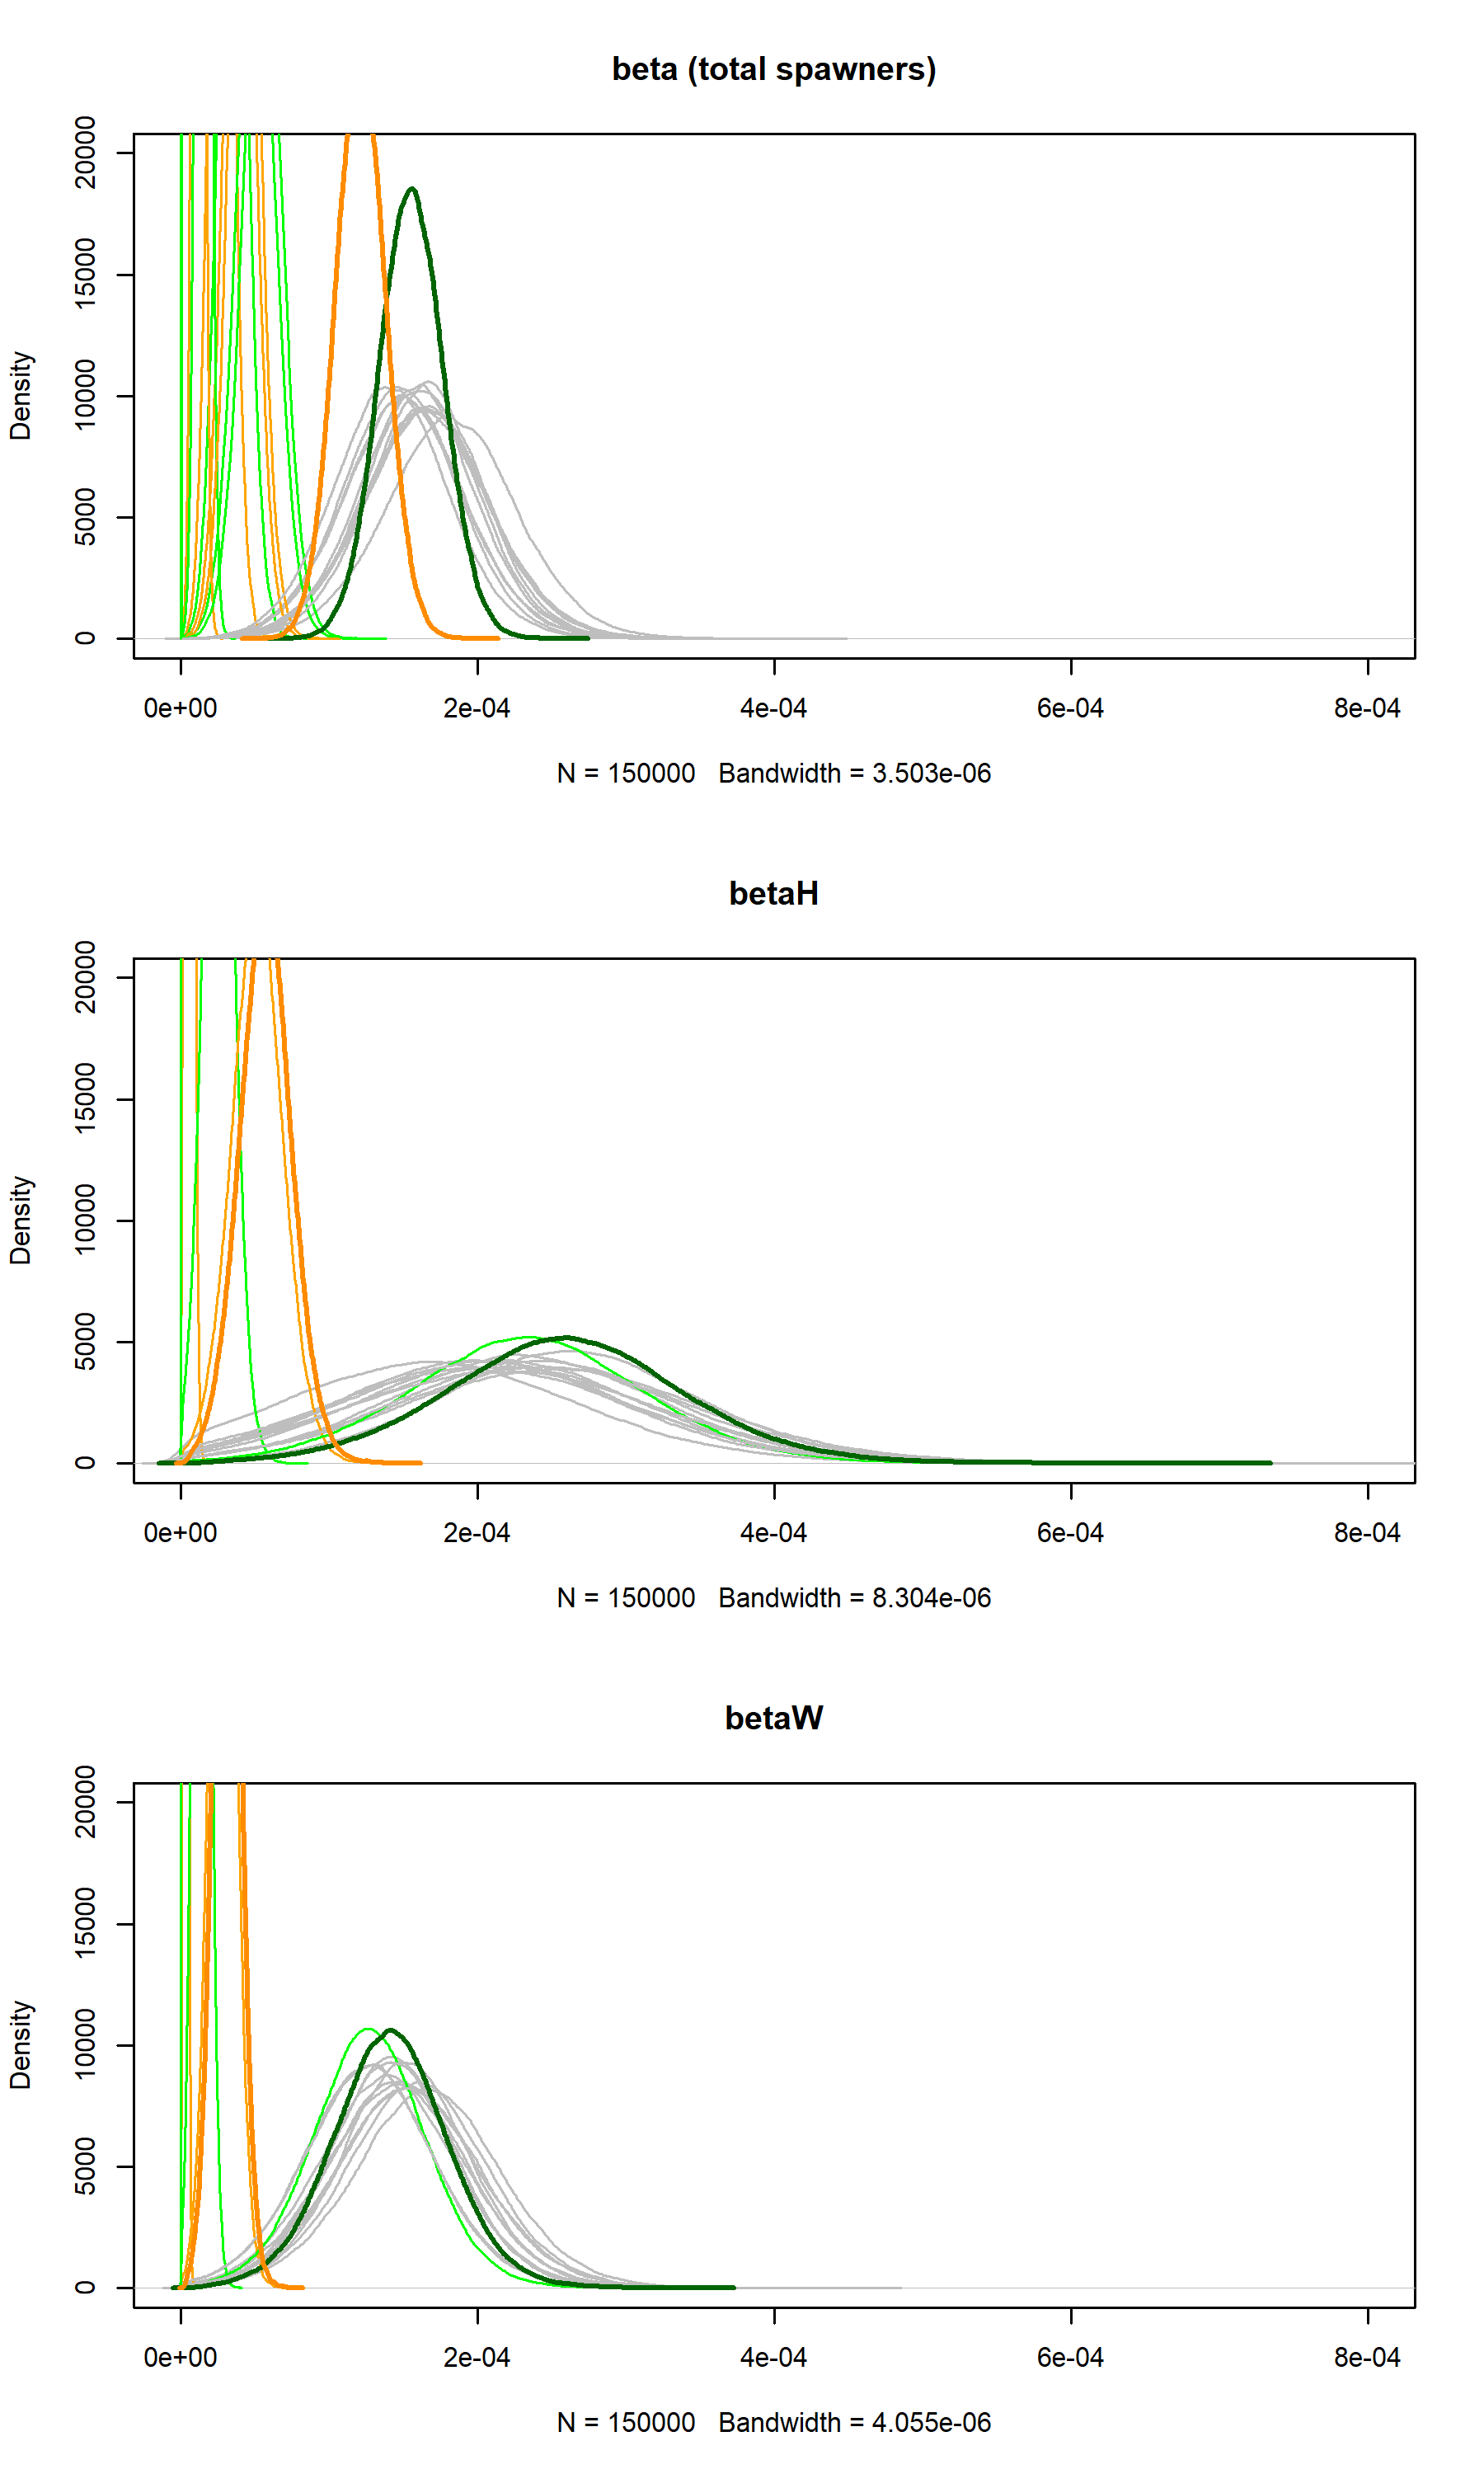 beta (total spawners)
20000
15000
10000
5000
0
Density
0e+00 2e-04 4e-04 6e-04 8e-04
N = 150000 Bandwidth = 3.503e-06
betaH
20000
15000
10000
5000
0
Density
0e+00 2e-04 4e-04 6e-04 8e-04
N = 150000 Bandwidth = 8.304e-06
betaW
20000
15000
10000
5000
0
Density
0e+00 2e-04 4e-04 6e-04 8e-04
N = 150000 Bandwidth = 4.055e-06